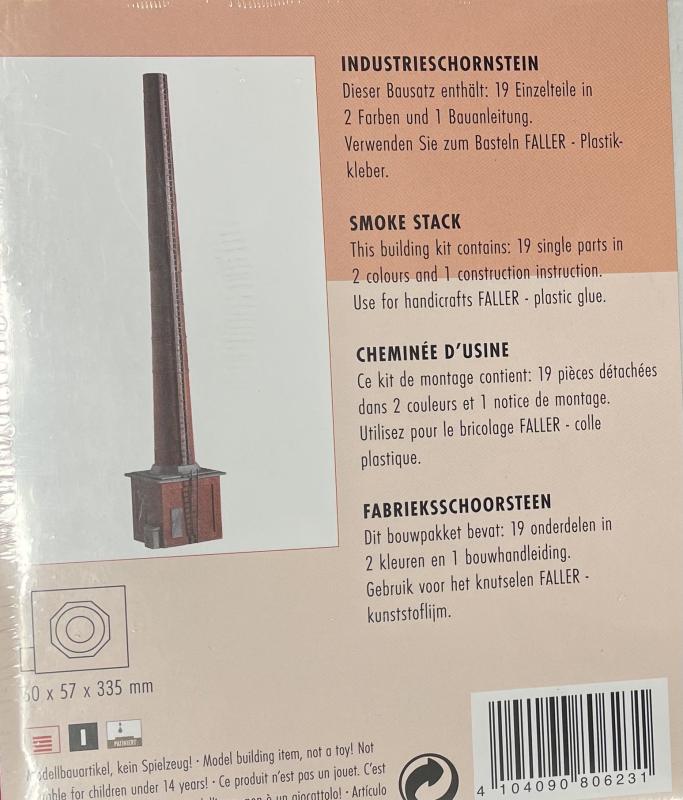 INDUSTRIESCHORNSTEIN
Dieser Bausatz enthält: 19 Einzelteile in
2 Farben und 1 Bauanleitung.
Verwenden Sie zum Basteln FALLER - Plastik-
kleber.
SMOKE STACK
This building kit contains: 19 single parts in
2 colours and 1 construction instruction.
Use for handicrafts FALLER - plastic glue.
CHEMINÉE D'USINE
Ce kit de montage contient: 19 pièces détachées
dans 2 couleurs et 1 notice de montage.
Utilisez pour le bricolage FALLER - colle
plastique.
FABRIEKSSCHOORSTEEN
Dit bouwpakket bevat: 19 onderdelen in
2 kleuren en 1 bouwhandleiding.
Gebruik voor het knutselen FALLER -
kunststoflijm.
x 57 x 335 mm
I
PATINIERT
kein Spielzeug! · Model building item, not a toy! Not
for children under 14 years! · Ce produit n'est pas un jouet. C'est
un giocattolo! · Artículo
4 104090 806231